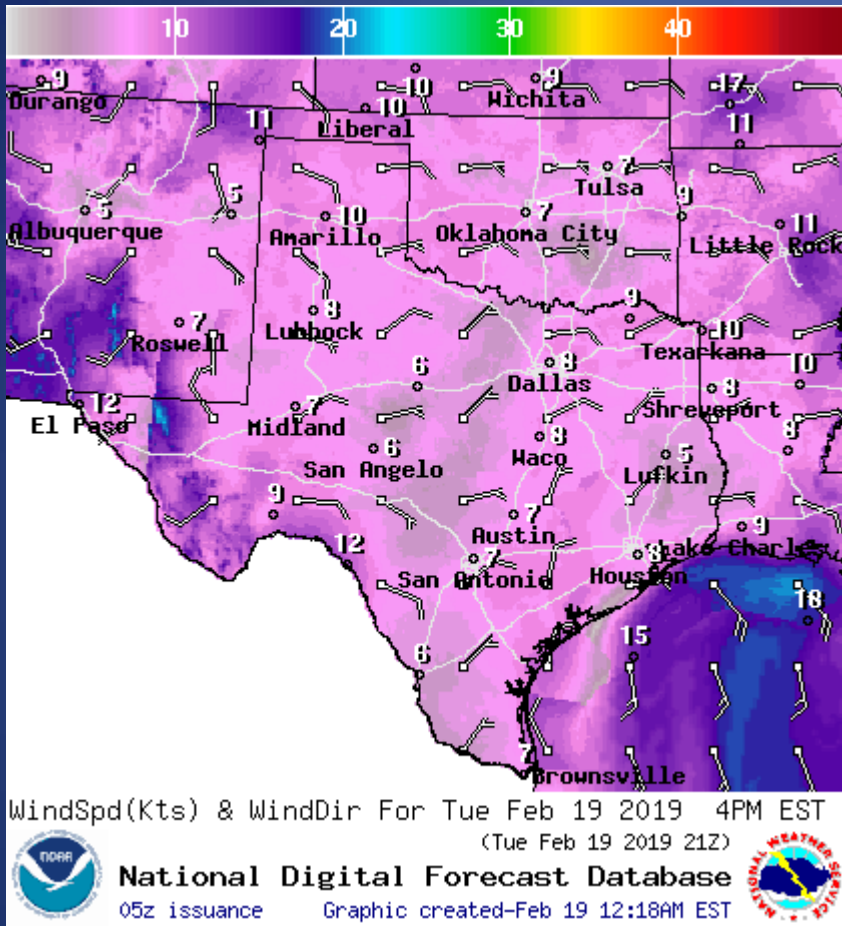 10 20 30 40
9 10 9 17
Durango Wichita
10
Liberal
11 11
7
Tulsa
5 5 10 7 9 11
Albuquerque Amarillo Oklahoma City Little Rock
7 8 9 10
Roswell Lubbock Texarkana
6 8 10
Dallas
12 7 8
El Paso Midland Shreveport
6 8 5 8
San Angelo Waco Lufkin
9 7 9
Austin Lake Charles
12 7 8
San Antonio Houston
18
15
6
7
Brownsville
WindSpd(Kts) & WindDir For Tue Feb 19 2019 4PM EST
(Tue Feb 19 2019 21Z)
NOAA
National Digital Forecast Database
05z issuance Graphic created-Feb 19 12:18AM EST
NATIONAL WEATHER SERVICE